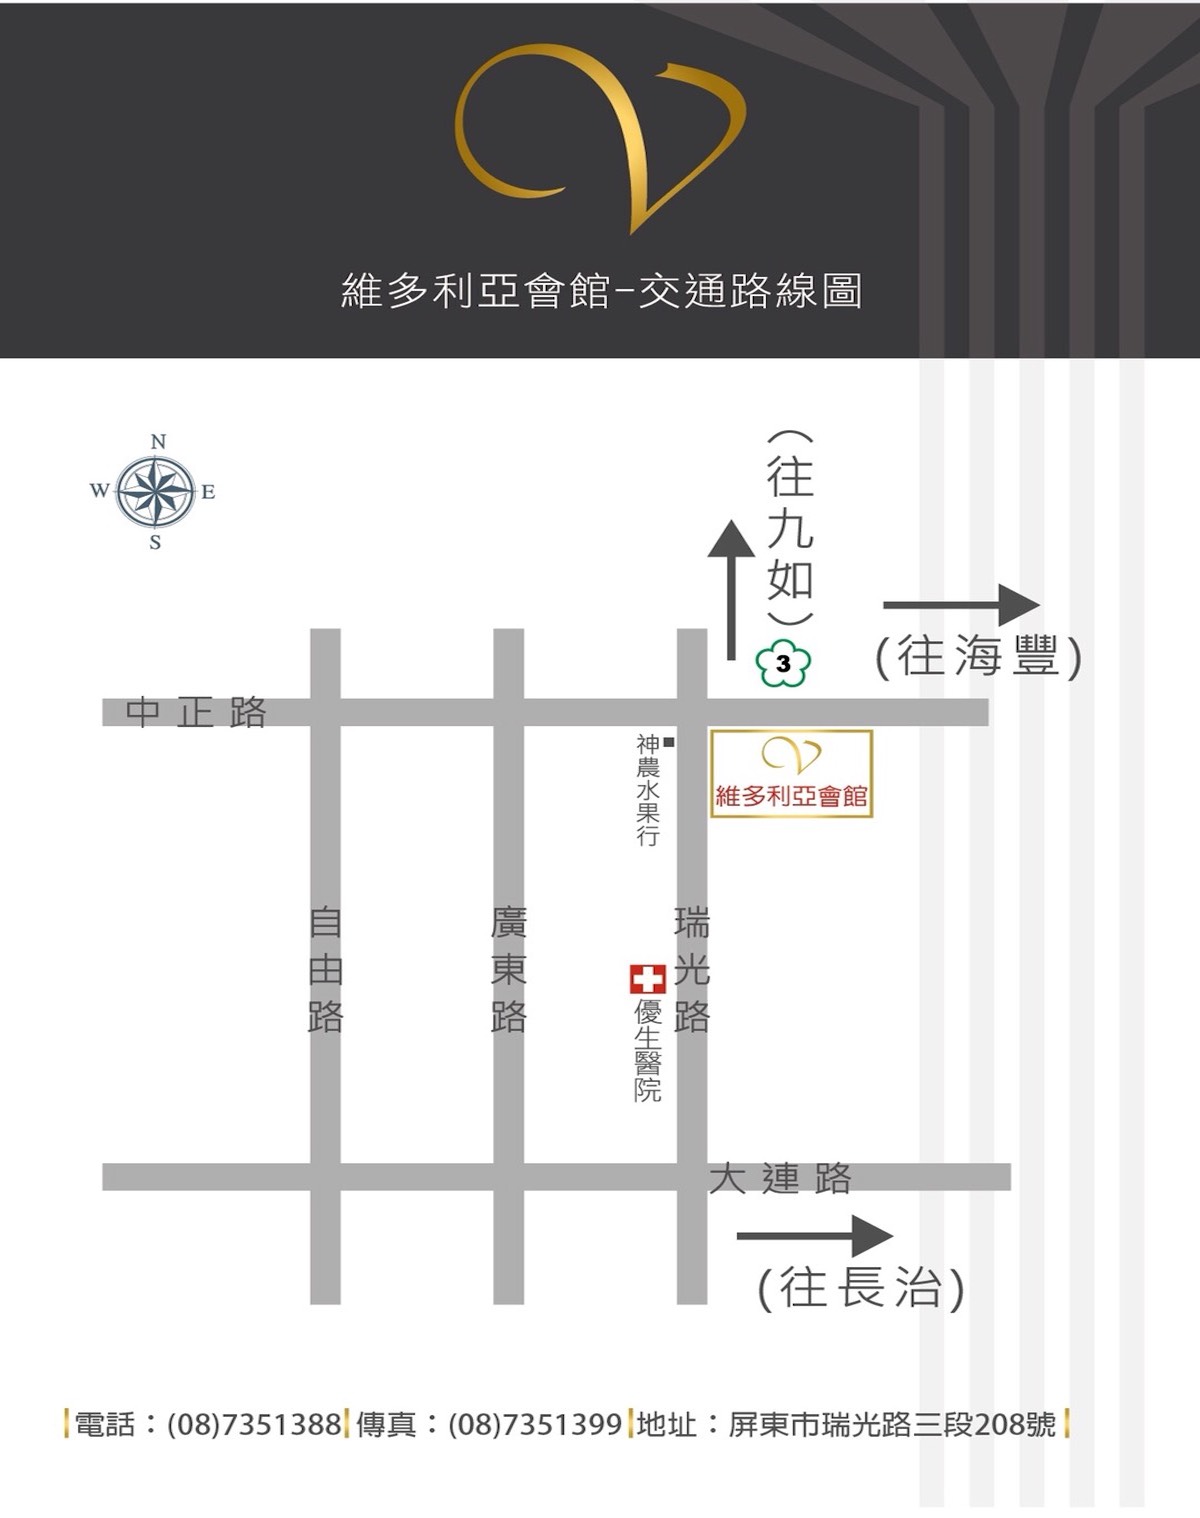 維多利亞會館-交通路線圖
N
W
E
S
(往九如)
3
(往海豐)
中正路
神農水果行
維多利亞會館
自由路
廣東路
瑞光路
優生醫院
大連路
(往長治)
電話：(08)7351388 傳真：(08)7351399 地址：屏東市瑞光路三段208號